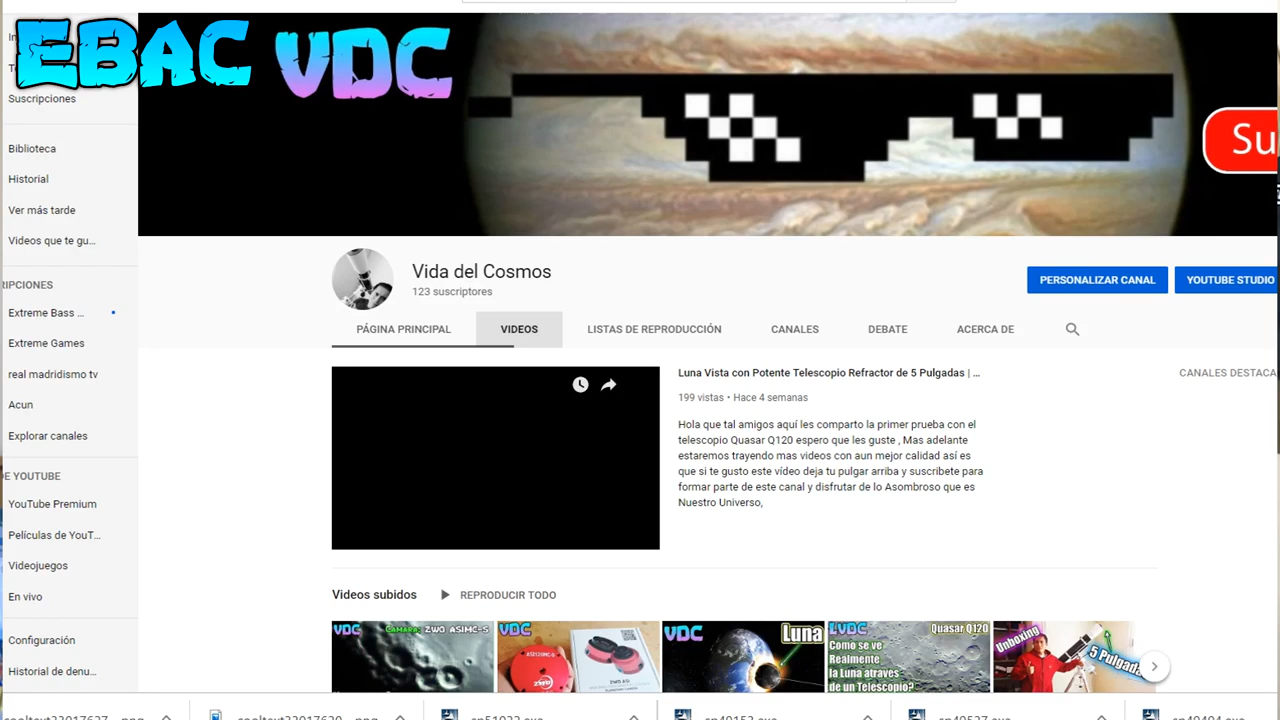 EBAC VDC
Suscripciones
Biblioteca
Historial
Ver más tarde
Videos que te gu...
RIPCIONES
Extreme Bass ...
Extreme Games
real madridismo tv
Acun
Explorar canales
DE YOUTUBE
YouTube Premium
Películas de YouT...
Videojuegos
En vivo
Configuración
Historial de denu...
Su
Vida del Cosmos
123 suscriptores
PERSONALIZAR CANAL
YOUTUBE STUDIO
PÁGINA PRINCIPAL
VIDEOS
LISTAS DE REPRODUCCIÓN
CANALES
DEBATE
ACERCA DE
Luna Vista con Potente Telescopio Refractor de 5 Pulgadas | ...
199 vistas • Hace 4 semanas
Hola que tal amigos aquí les comparto la primer prueba con el
telescopio Quasar Q120 espero que les guste , Mas adelante
estaremos trayendo mas videos con aun mejor calidad así es
que si te gusto este vídeo deja tu pulgar arriba y suscribete para
formar parte de este canal y disfrutar de lo Asombroso que es
Nuestro Universo,
CANALES DESTACA
Videos subidos
REPRODUCIR TODO
VDC
CAMARA: ZWO ASIMC-S
VDC
ZWO ASI
VDC
Luna
LVDC
Quasar Q120
Como se ve
Realmente
la Luna atraves
de un Telescopio?
Unboxing
5 Pulgada